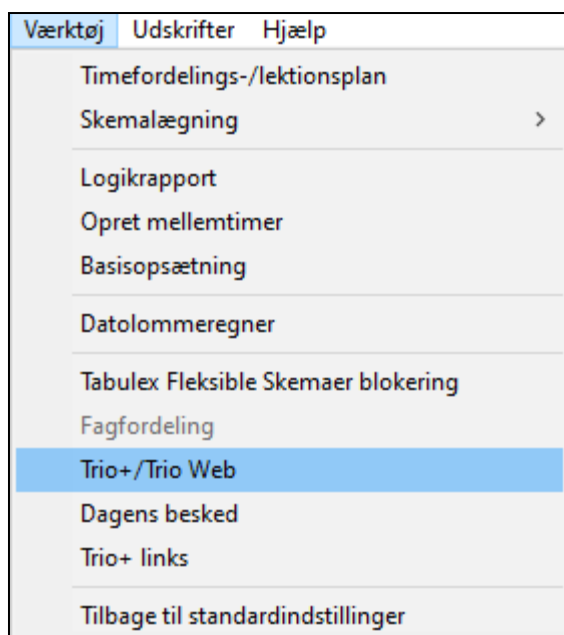 Værktøj Udskrifter Hjælp
Timefordelings-/lektionsplan
Skemalægning
Logikrapport
Opret mellemtimer
Basisopsætning
Datolommeregner
Tabulex Fleksible Skemaer blokering
Fagfordeling
Trio+/Trio Web
Dagens besked
Trio+ links
Tilbage til standardindstillinger